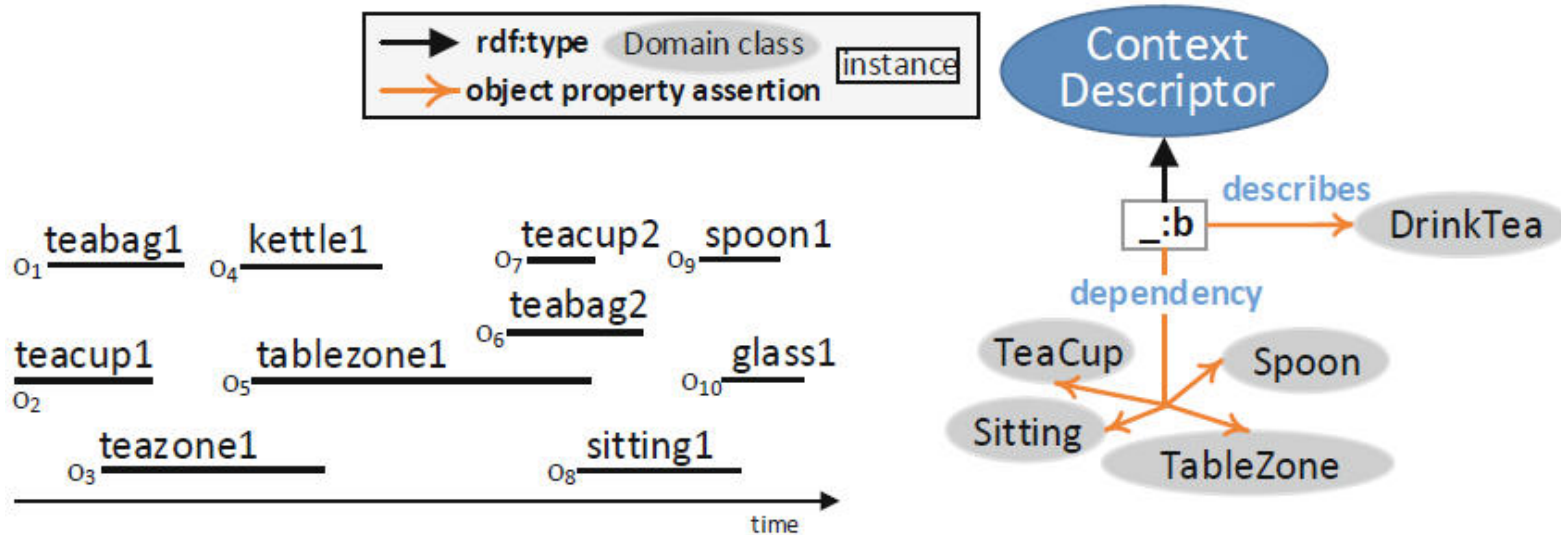 rdf:type
Domain class
instance
object property assertion
Context
Descriptor
_:b
describes
DrinkTea
dependency
TeaCup
Spoon
Sitting
TableZone
o1 teabag1
o4 kettle1
o7 teacup2
o9 spoon1
o6 teabag2
teacup1
o2
o5 tablezone1
o10 glass1
o3 teazone1
o8 sitting1
time